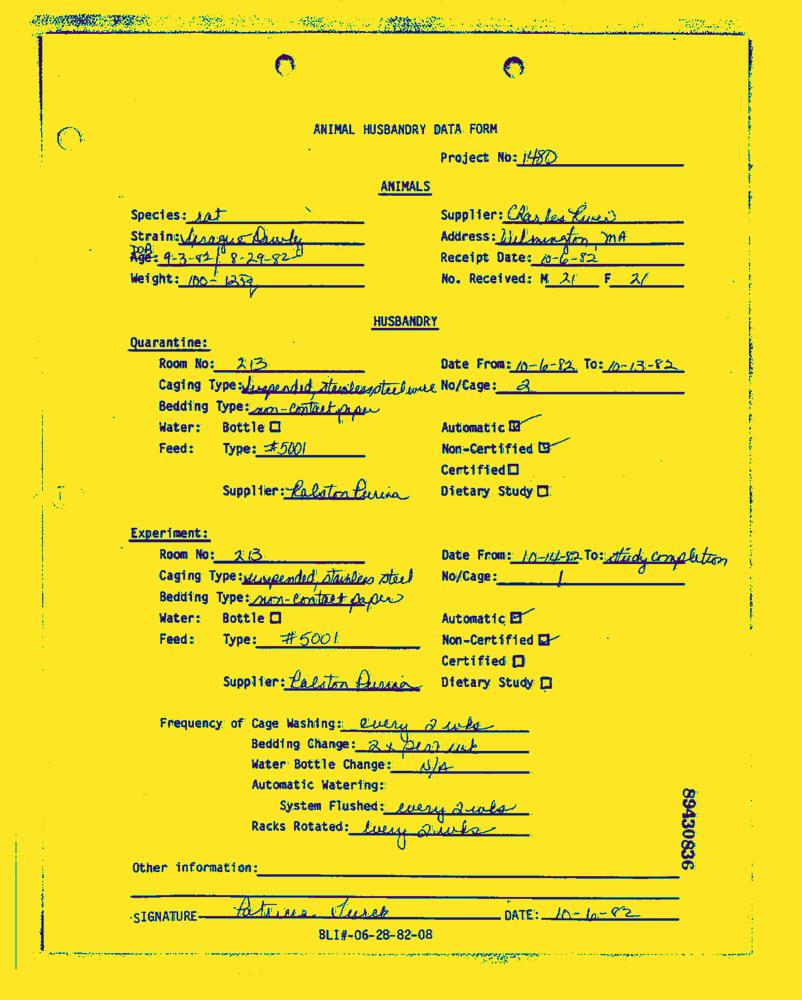 ANIMAL HUSBANDRY DATA FORM
Project No: 1480
ANIMALS
Species: rat Supplier: Charles River
Strain: Sprague Dawley Address: Wilmington, MA
DOB
Age: 9-3-82 / 8-29-82 Receipt Date: 10-6-82
Weight: 100-125g No. Received: M 21 F 21
HUSBANDRY
Quarantine:
Room No: 213 Date From: 10-6-82 To: 10-13-82
Caging Type: suspended, stainless steel wire No/Cage: 2
Bedding Type: non-contact paper
Water: Bottle ☐ Automatic ☑
Feed: Type: #5001 Non-Certified ☑
Certified ☐
Supplier: Ralston Purina Dietary Study ☐
Experiment:
Room No: 213 Date From: 10-14-82 To: study completion
Caging Type: suspended, stainless steel No/Cage: 1
Bedding Type: non-contact paper
Water: Bottle ☐ Automatic ☑
Feed: Type: #5001 Non-Certified ☑
Certified ☐
Supplier: Ralston Purina Dietary Study ☐
Frequency of Cage Washing: every 2 wks
Bedding Change: 2x per wk
Water Bottle Change: N/A
Automatic Watering:
System Flushed: every 2 wks
Racks Rotated: every 2 wks
89430836
Other information:
SIGNATURE Patricia Turck DATE: 10-6-82
BLI#-06-28-82-08